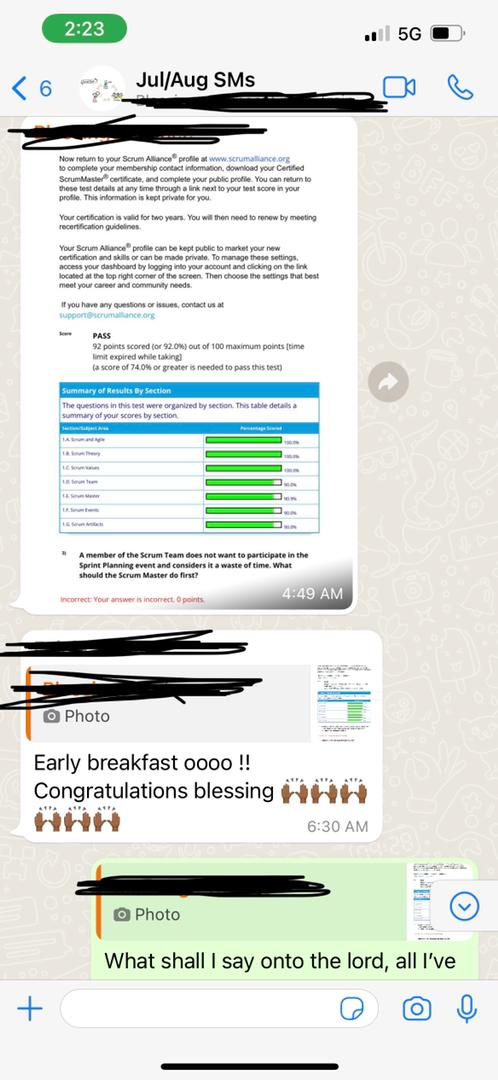 2:23
5G
6
Jul/Aug SMs
Now return to your Scrum Alliance® profile at www.scrumalliance.org
to complete your membership contact information, download your Certified
ScrumMaster® certificate, and complete your public profile. You can return to
these test details at any time through a link next to your test score in your
profile. This information is kept private for you.
Your certification is valid for two years. You will then need to renew by meeting
recertification guidelines.
Your Scrum Alliance® profile can be kept public to market your new
certification and skills or can be made private. To manage these settings,
access your dashboard by logging into your account and clicking on the link
located at the top right corner of the screen. Then choose the settings that best
meet your career and community needs.
If you have any questions or issues, contact us at
support@scrumalliance.org
Score PASS
92 points scored (or 92.0%) out of 100 maximum points [time
limit expired while taking]
(a score of 74.0% or greater is needed to pass this test)
Summary of Results By Section
The questions in this test were organized by section. This table details a
summary of your scores by section.
Section/Subject Area Percentage Scored
1.A. Scrum and Agile 100.0%
1.B. Scrum Theory 100.0%
1.C. Scrum Values 100.0%
1.D. Scrum Team 90.0%
1.E. Scrum Master 90.9%
1.F. Scrum Events 90.0%
1.G. Scrum Artifacts 90.0%
3) A member of the Scrum Team does not want to participate in the
Sprint Planning event and considers it a waste of time. What
should the Scrum Master do first?
Incorrect: Your answer is incorrect, 0 points.
4:49 AM
Photo
Early breakfast oooo !!
Congratulations blessing 🙌🏾🙌🏾🙌🏾
🙌🏾🙌🏾🙌🏾
6:30 AM
Photo
What shall I say onto the lord, all I've